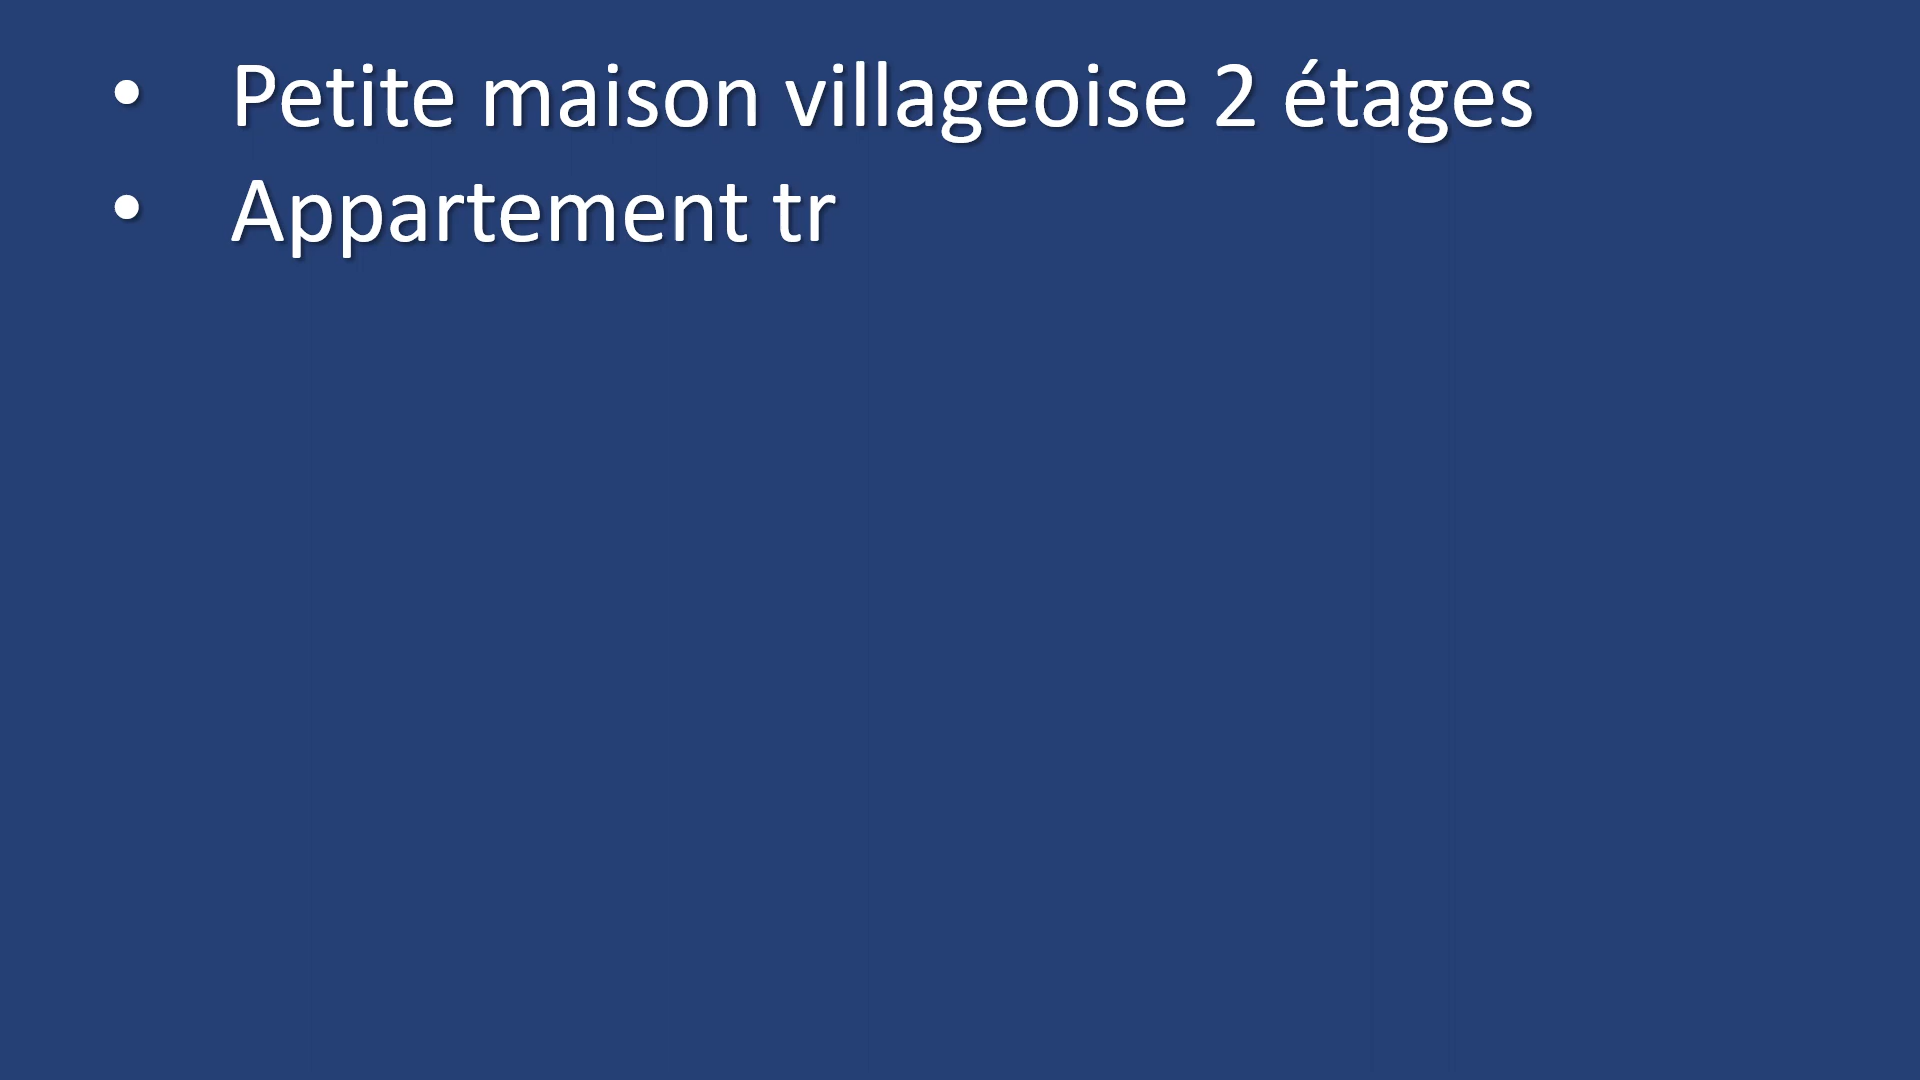 • Petite maison villageoise 2 étages
• Appartement tr